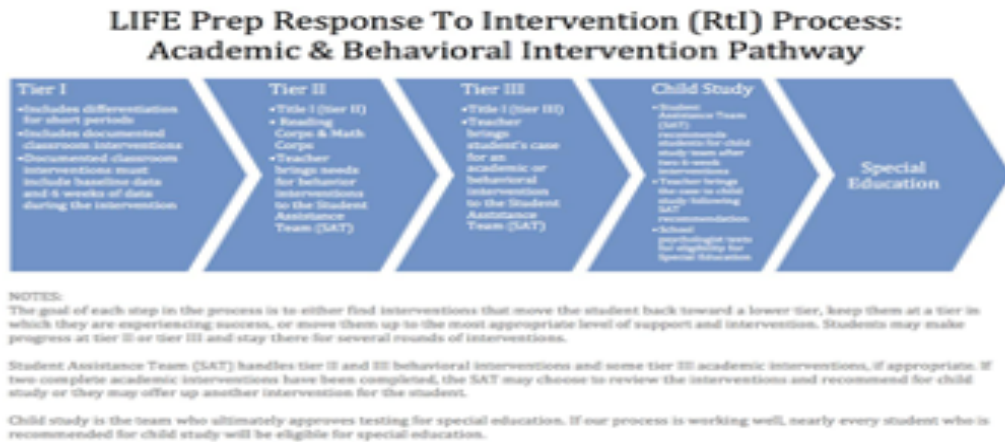 LIFE Prep Response To Intervention (RtI) Process:
Academic & Behavioral Intervention Pathway
Tier I
•Includes differentiation
for short periods
•Includes documented
classroom interventions
•Documented classroom
interventions must
include baseline data
and 6 weeks of data
during the intervention
Tier II
•Title I (tier II)
• Reading
Corps & Math
Corps
•Teacher
brings needs
for behavior
interventions
to the Student
Assistance
Team (SAT)
Tier III
•Title I (tier III)
•Teacher
brings
student's case
for an
academic or
behavioral
intervention
to the Student
Assistance
Team (SAT)
Child Study
•Student
Assistance Team
(SAT)
recommends
students for child
study team after
two 6-week
interventions
•Teacher brings
the case to child
study following
SAT
recommendation
•School
psychologist tests
for eligibility for
Special Education
Special
Education
NOTES:
The goal of each step in the process is to either find interventions that move the student back toward a lower tier, keep them at a tier in
which they are experiencing success, or move them up to the most appropriate level of support and intervention. Students may make
progress at tier II or tier III and stay there for several rounds of interventions.
Student Assistance Team (SAT) handles tier II and III behavioral interventions and some tier III academic interventions, if appropriate. If
two complete academic interventions have been completed, the SAT may choose to review the interventions and recommend for child
study or they may offer up another intervention for the student.
Child study is the team who ultimately approves testing for special education. If our process is working well, nearly every student who is
recommended for child study will be eligible for special education.